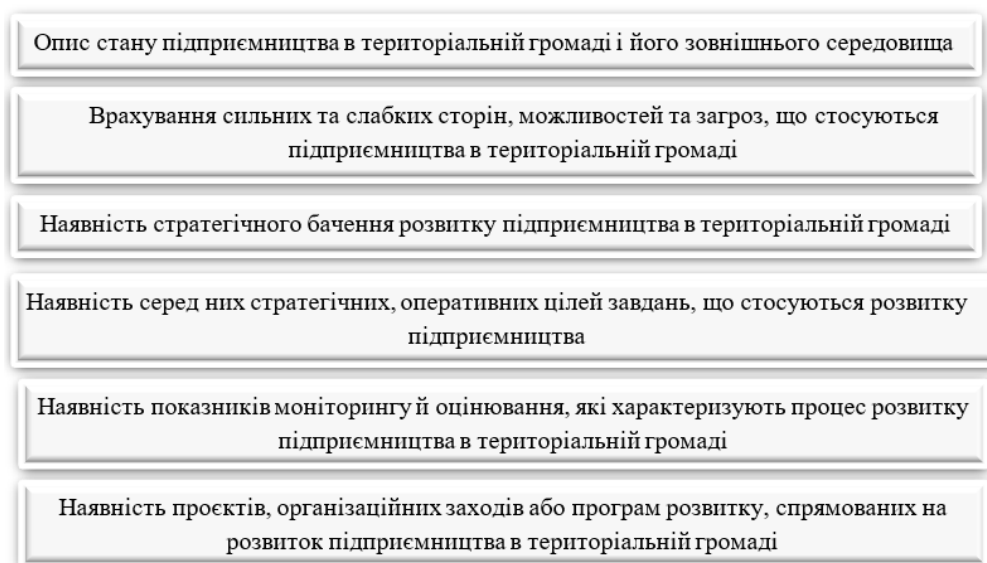 Опис стану підприємництва в територіальній громаді і його зовнішнього середовища
Врахування сильних та слабких сторін, можливостей та загроз, що стосуються
підприємництва в територіальній громаді
Наявність стратегічного бачення розвитку підприємництва в територіальній громаді
Наявність серед них стратегічних, оперативних цілей завдань, що стосуються розвитку
підприємництва
Наявність показників моніторингу й оцінювання, які характеризують процес розвитку
підприємництва в територіальній громаді
Наявність проєктів, організаційних заходів або програм розвитку, спрямованих на
розвиток підприємництва в територіальній громаді